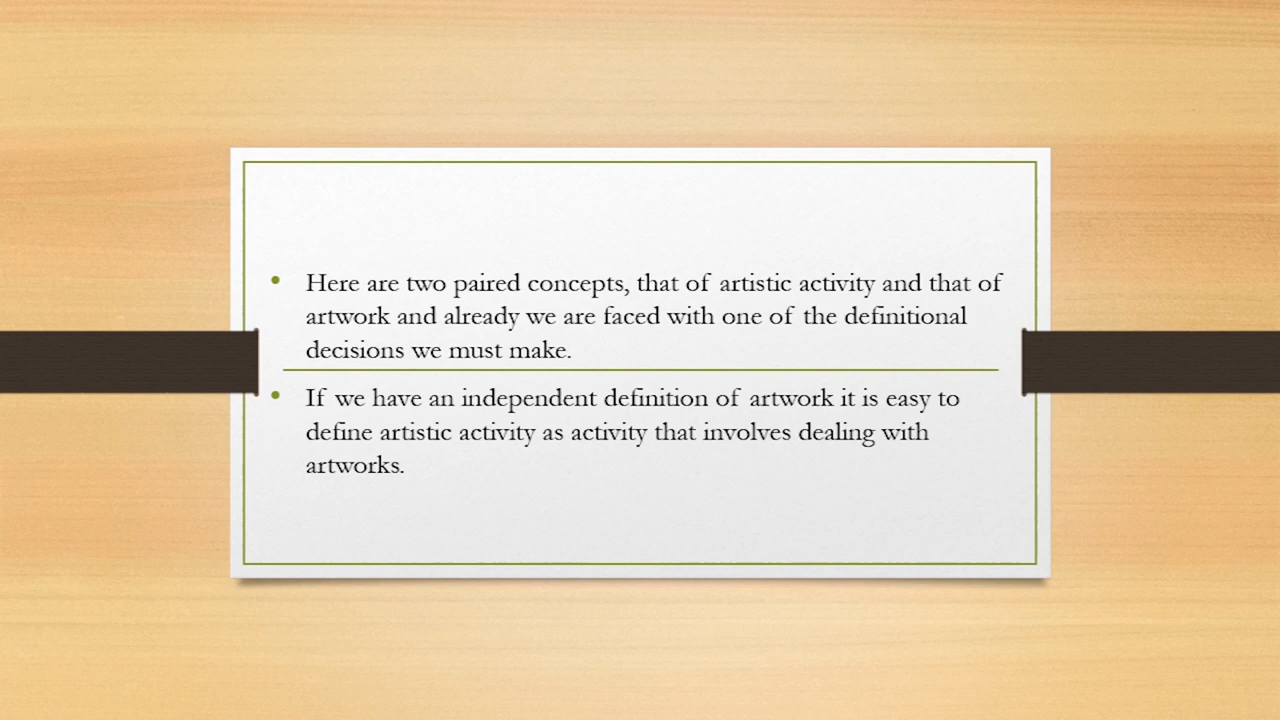 • Here are two paired concepts, that of artistic activity and that of
artwork and already we are faced with one of the definitional
decisions we must make.
• If we have an independent definition of artwork it is easy to
define artistic activity as activity that involves dealing with
artworks.